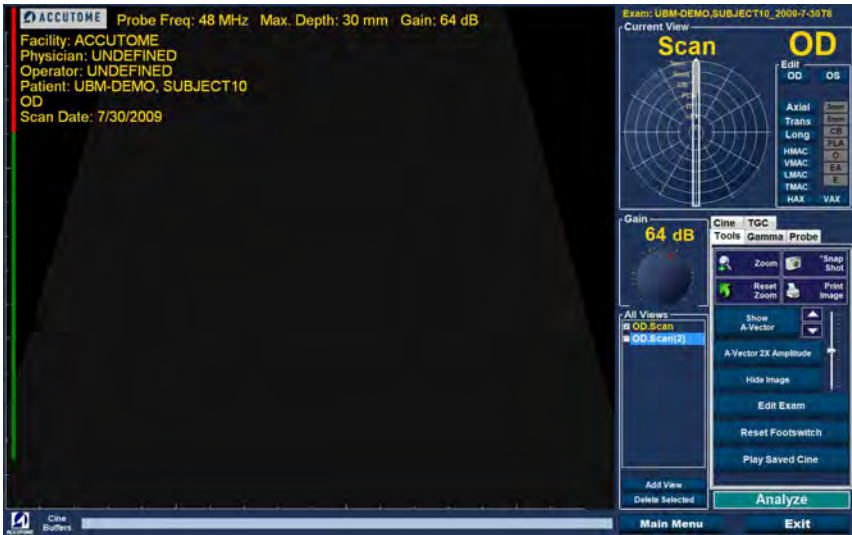 ACCUTOME
Probe Freq: 48 MHz Max. Depth: 30 mm Gain: 64 dB
Facility: ACCUTOME
Physician: UNDEFINED
Operator: UNDEFINED
Patient: UBM-DEMO, SUBJECT10
OD
Scan Date: 7/30/2009
Exam: UBM-DEMO,SUBJECT10_2009-7-30T8
Current View
Scan
OD
Edit
OD OS
Axial
Trans
Long
CB
HMAC
PLA
VMAC
O
LMAC
EA
TMAC
E
HAX VAX
Gain
64 dB
Cine TGC
Tools Gamma Probe
Zoom
"Snap
Shot
Reset
Zoom
Print
Image
Show
A-Vector
A-Vector 2X Amplitude
Hide Image
Edit Exam
Reset Footswitch
Play Saved Cine
All Views
OD.Scan
OD.Scan(2)
Add View
Delete Selected
Analyze
ACCUTOME
Cine
Buffers
Main Menu
Exit